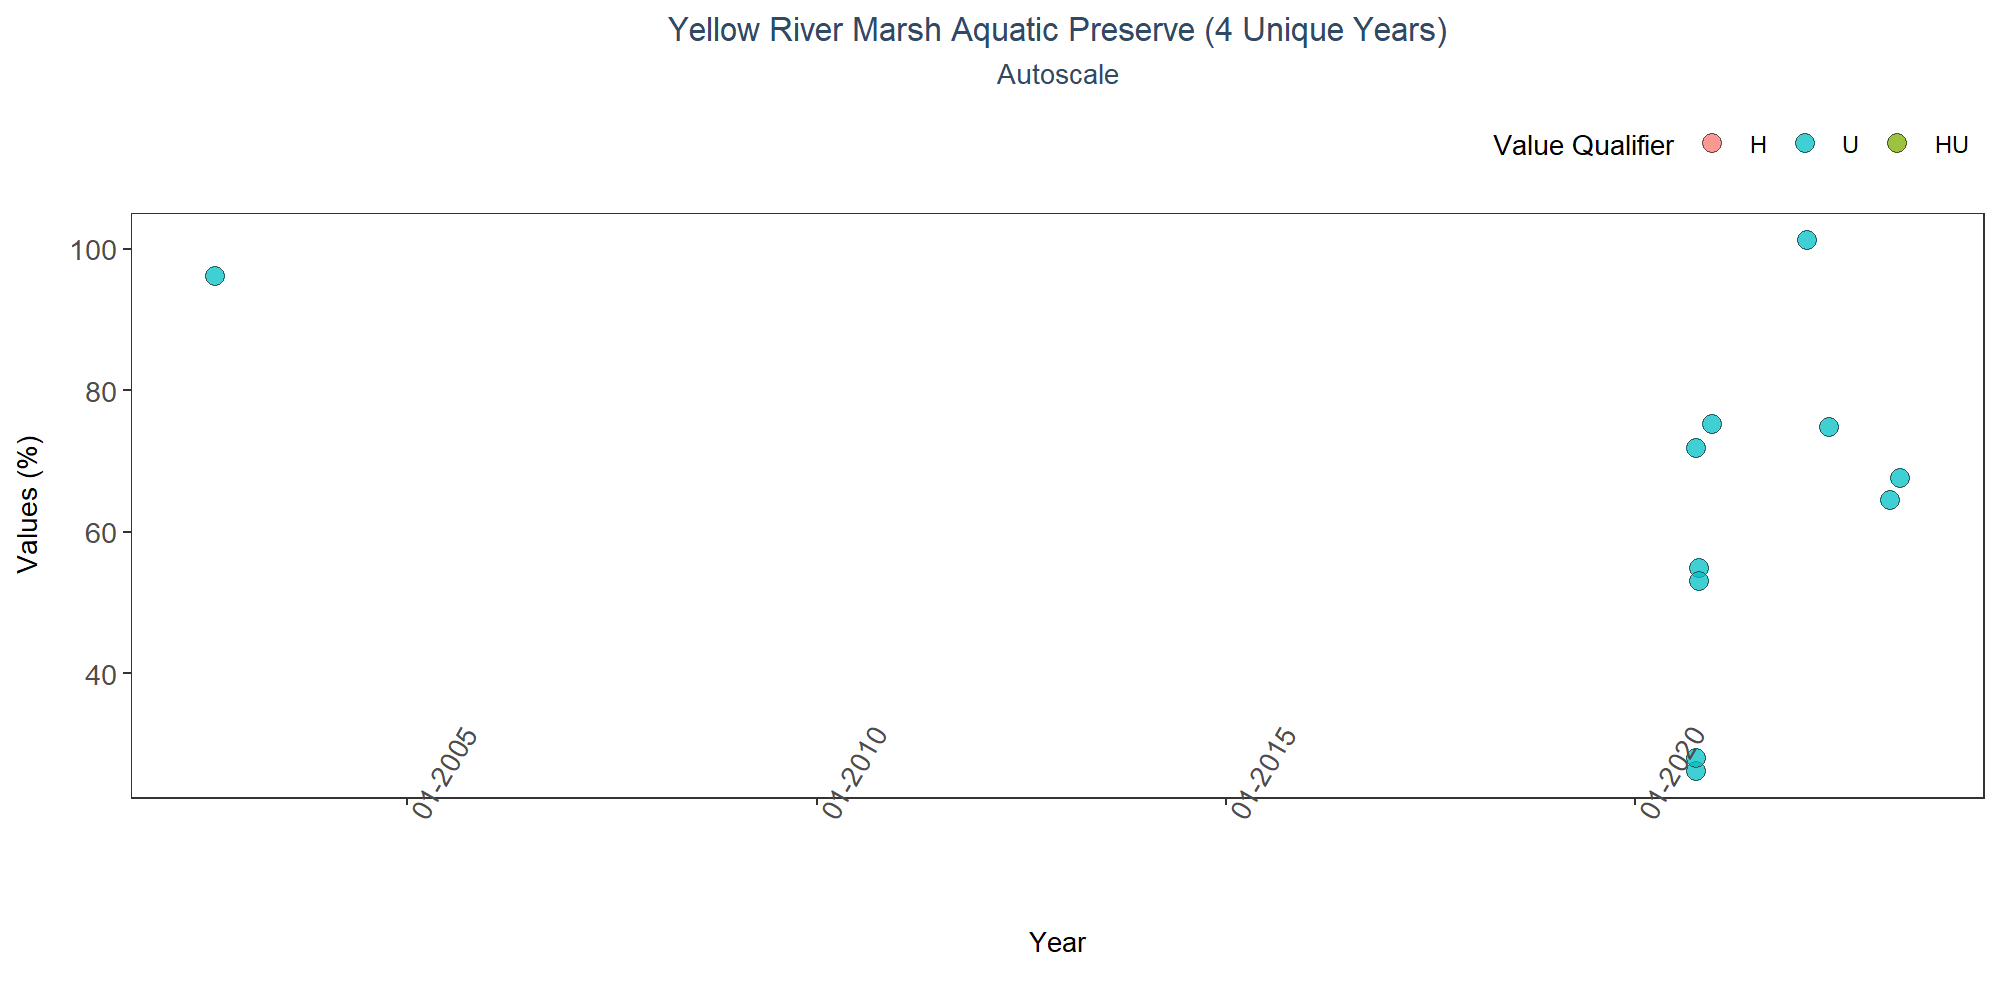 Yellow River Marsh Aquatic Preserve (4 Unique Years)
Autoscale
Value Qualifier H U HU
Values (%)
100
80
60
40
01-2005 01-2010 01-2015 01-2020
Year